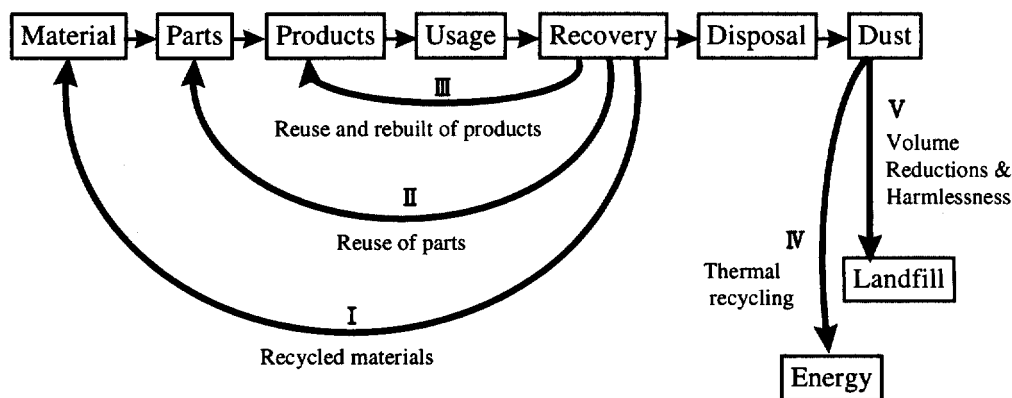 Material Parts Products Usage Recovery Disposal Dust
Ⅲ
Reuse and rebuilt of products
Ⅴ
Volume
Reductions &
Harmlessness
Ⅱ
Reuse of parts
Ⅳ
Thermal
recycling
Landfill
Ⅰ
Recycled materials
Energy